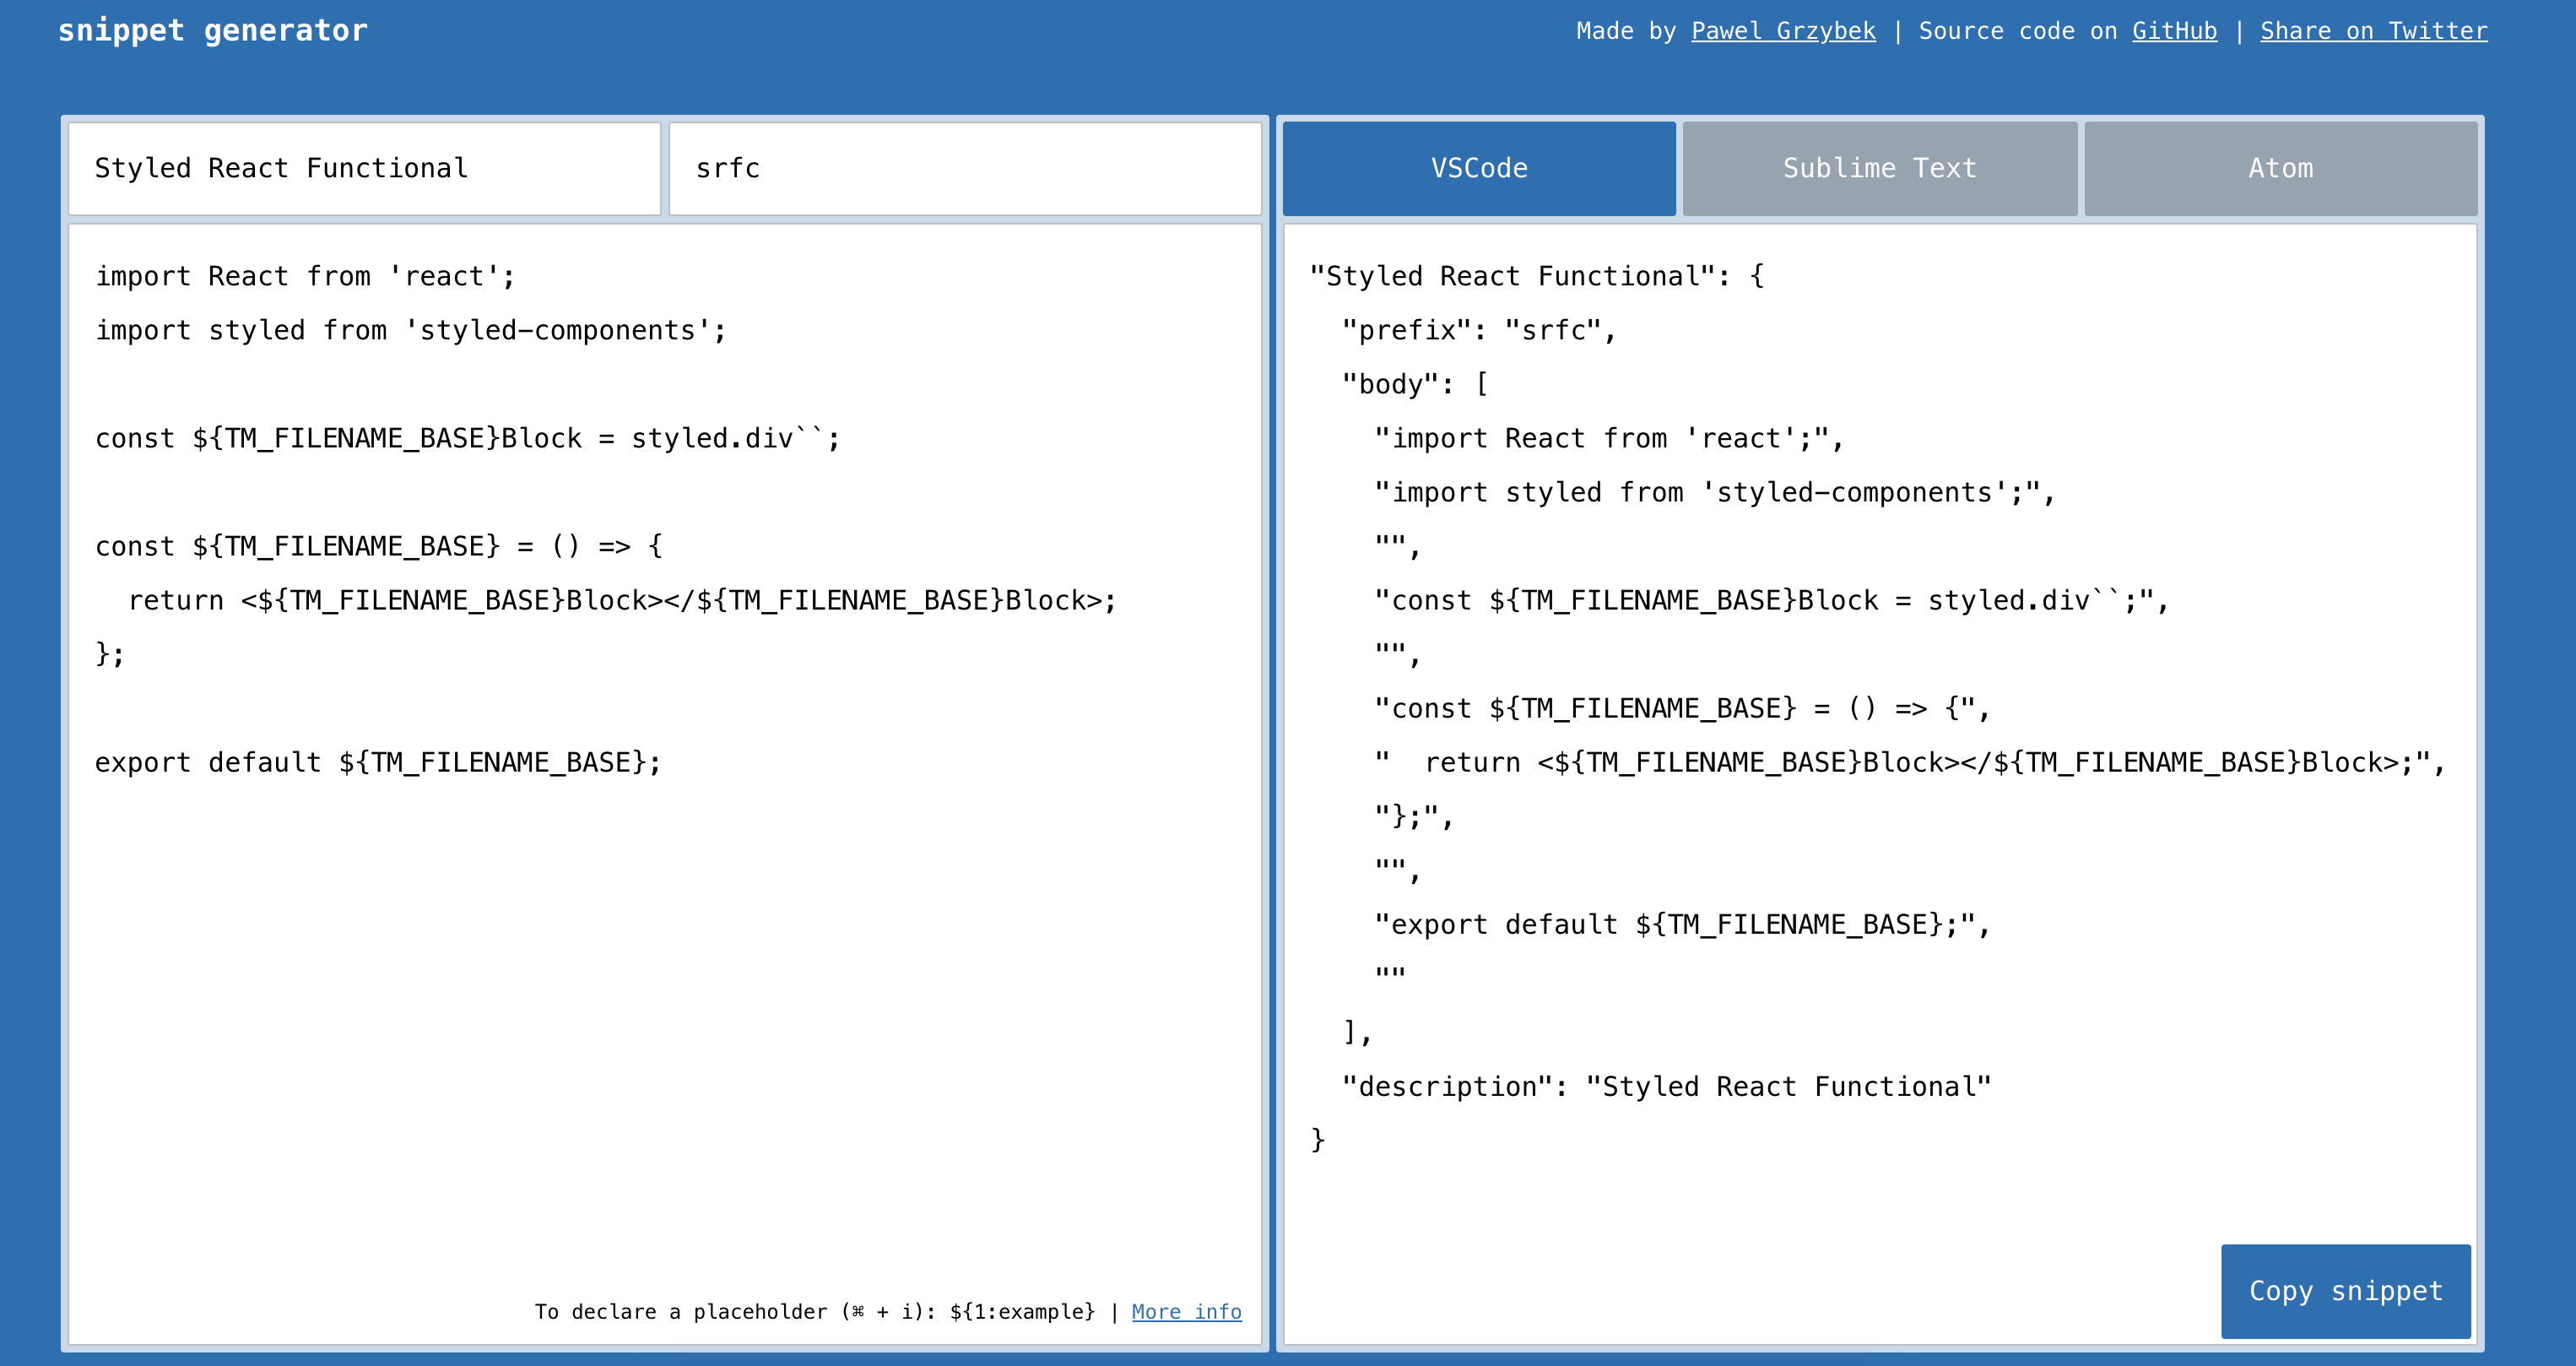 snippet generator
Made by Pawel Grzybek | Source code on GitHub | Share on Twitter
Styled React Functional
srfc
import React from 'react';
import styled from 'styled-components';
const ${TM_FILENAME_BASE}Block = styled.div``;
const ${TM_FILENAME_BASE} = () => {
  return <${TM_FILENAME_BASE}Block></${TM_FILENAME_BASE}Block>;
};
export default ${TM_FILENAME_BASE};
To declare a placeholder (⌘ + i): ${1:example} | More info
VSCode
Sublime Text
Atom
"Styled React Functional": {
  "prefix": "srfc",
  "body": [
    "import React from 'react';",
    "import styled from 'styled-components';",
    "",
    "const ${TM_FILENAME_BASE}Block = styled.div``;",
    "",
    "const ${TM_FILENAME_BASE} = () => {",
    "  return <${TM_FILENAME_BASE}Block></${TM_FILENAME_BASE}Block>;",
    "};",
    "",
    "export default ${TM_FILENAME_BASE};",
    ""
  ],
  "description": "Styled React Functional"
}
Copy snippet